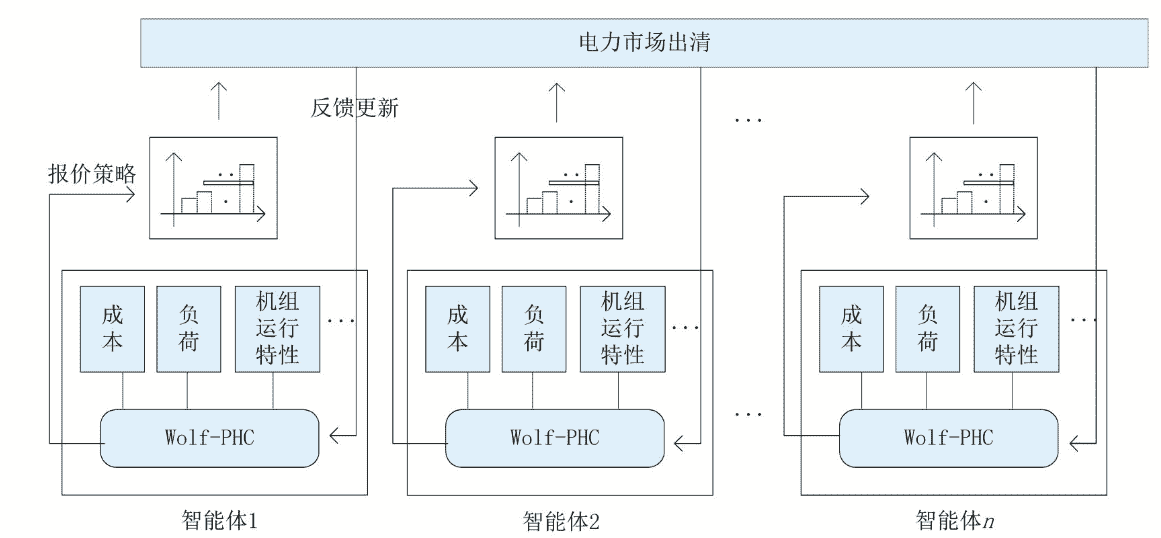 电力市场出清
反馈更新
...
报价策略
成本
负荷
机组运行特性
...
成本
负荷
机组运行特性
...
成本
负荷
机组运行特性
...
...
Wolf-PHC
Wolf-PHC
Wolf-PHC
智能体1
智能体2
智能体n